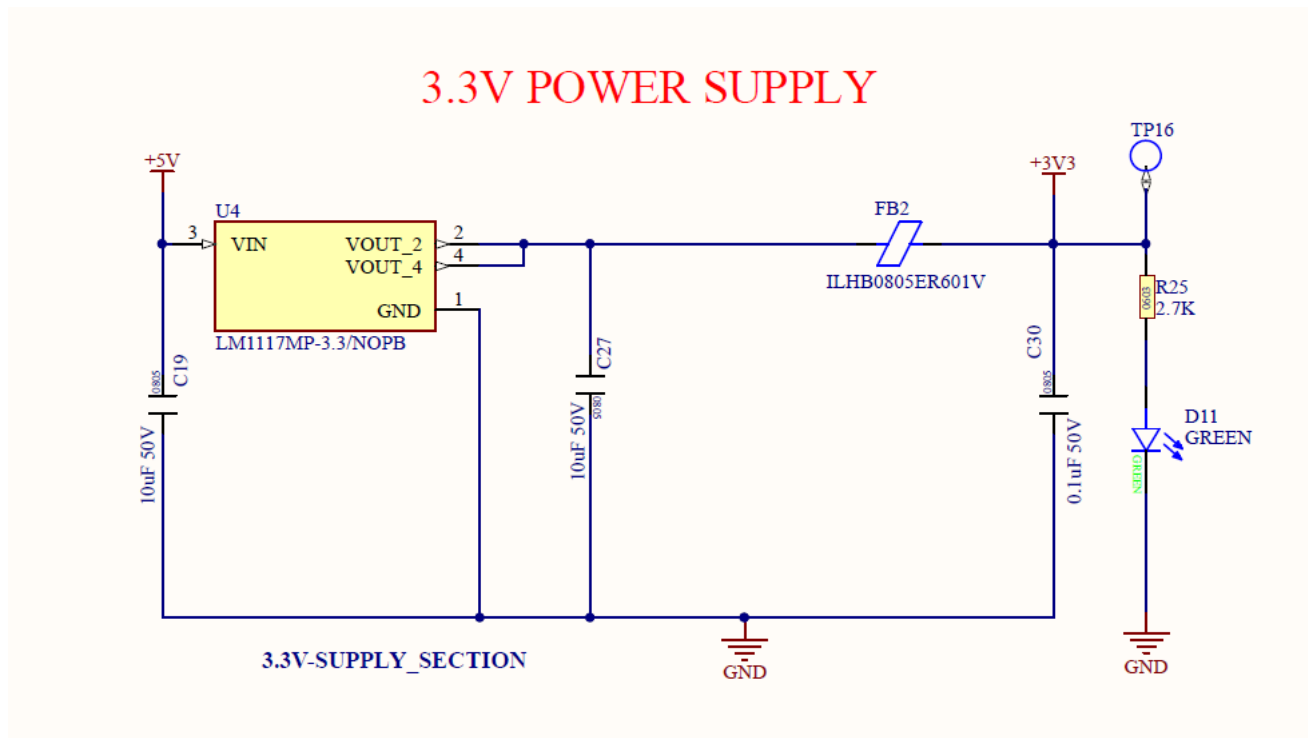 3.3V POWER SUPPLY
TP16
+5V
+3V3
U4
FB2
3
VIN
VOUT_2
2
VOUT_4
4
GND
1
LM1117MP-3.3/NOPB
ILHB0805ER601V
0603
R25
2.7K
0805
C19
10uF 50V
C27
0805
10uF 50V
C30
0805
0.1uF 50V
D11
GREEN
GREEN
3.3V-SUPPLY_SECTION
GND
GND